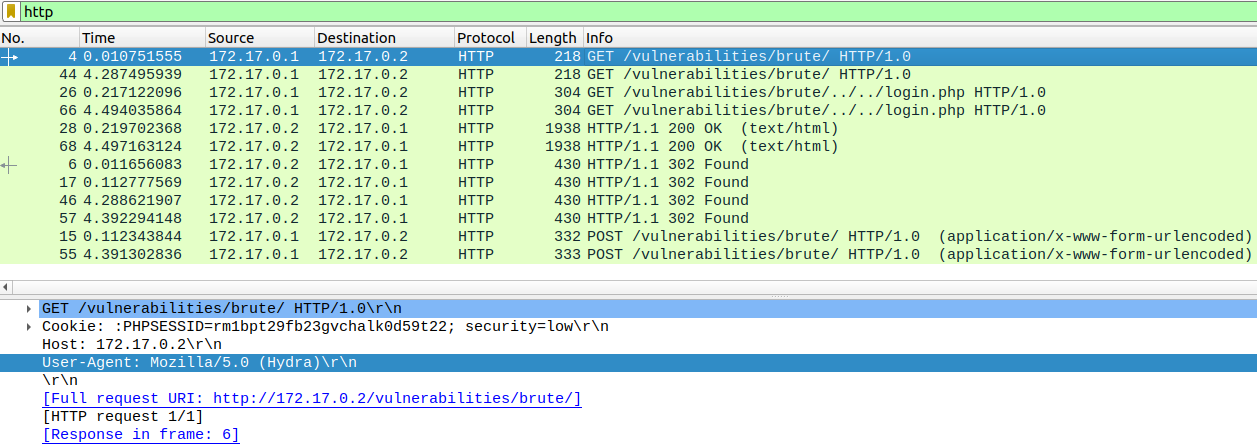 http
No. Time Source Destination Protocol Length Info
4 0.010751555 172.17.0.1 172.17.0.2 HTTP 218 GET /vulnerabilities/brute/ HTTP/1.0
44 4.287495939 172.17.0.1 172.17.0.2 HTTP 218 GET /vulnerabilities/brute/ HTTP/1.0
26 0.217122096 172.17.0.1 172.17.0.2 HTTP 304 GET /vulnerabilities/brute/../../login.php HTTP/1.0
66 4.494035864 172.17.0.1 172.17.0.2 HTTP 304 GET /vulnerabilities/brute/../../login.php HTTP/1.0
28 0.219702368 172.17.0.2 172.17.0.1 HTTP 1938 HTTP/1.1 200 OK  (text/html)
68 4.497163124 172.17.0.2 172.17.0.1 HTTP 1938 HTTP/1.1 200 OK  (text/html)
6 0.011656083 172.17.0.2 172.17.0.1 HTTP 430 HTTP/1.1 302 Found
17 0.112777569 172.17.0.2 172.17.0.1 HTTP 430 HTTP/1.1 302 Found
46 4.288621907 172.17.0.2 172.17.0.1 HTTP 430 HTTP/1.1 302 Found
57 4.392294148 172.17.0.2 172.17.0.1 HTTP 430 HTTP/1.1 302 Found
15 0.112343844 172.17.0.1 172.17.0.2 HTTP 332 POST /vulnerabilities/brute/ HTTP/1.0  (application/x-www-form-urlencoded)
55 4.391302836 172.17.0.1 172.17.0.2 HTTP 333 POST /vulnerabilities/brute/ HTTP/1.0  (application/x-www-form-urlencoded)
GET /vulnerabilities/brute/ HTTP/1.0\r\n
Cookie: :PHPSESSID=rm1bpt29fb23gvchalk0d59t22; security=low\r\n
Host: 172.17.0.2\r\n
User-Agent: Mozilla/5.0 (Hydra)\r\n
\r\n
[Full request URI: http://172.17.0.2/vulnerabilities/brute/]
[HTTP request 1/1]
[Response in frame: 6]